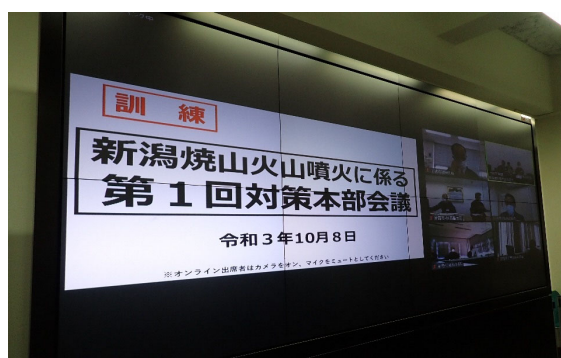 訓 練
新潟焼山火山噴火に係る
第1回対策本部会議
令和3年10月8日
※オンライン出席者はカメラをオン、マイクをミュートとしてください